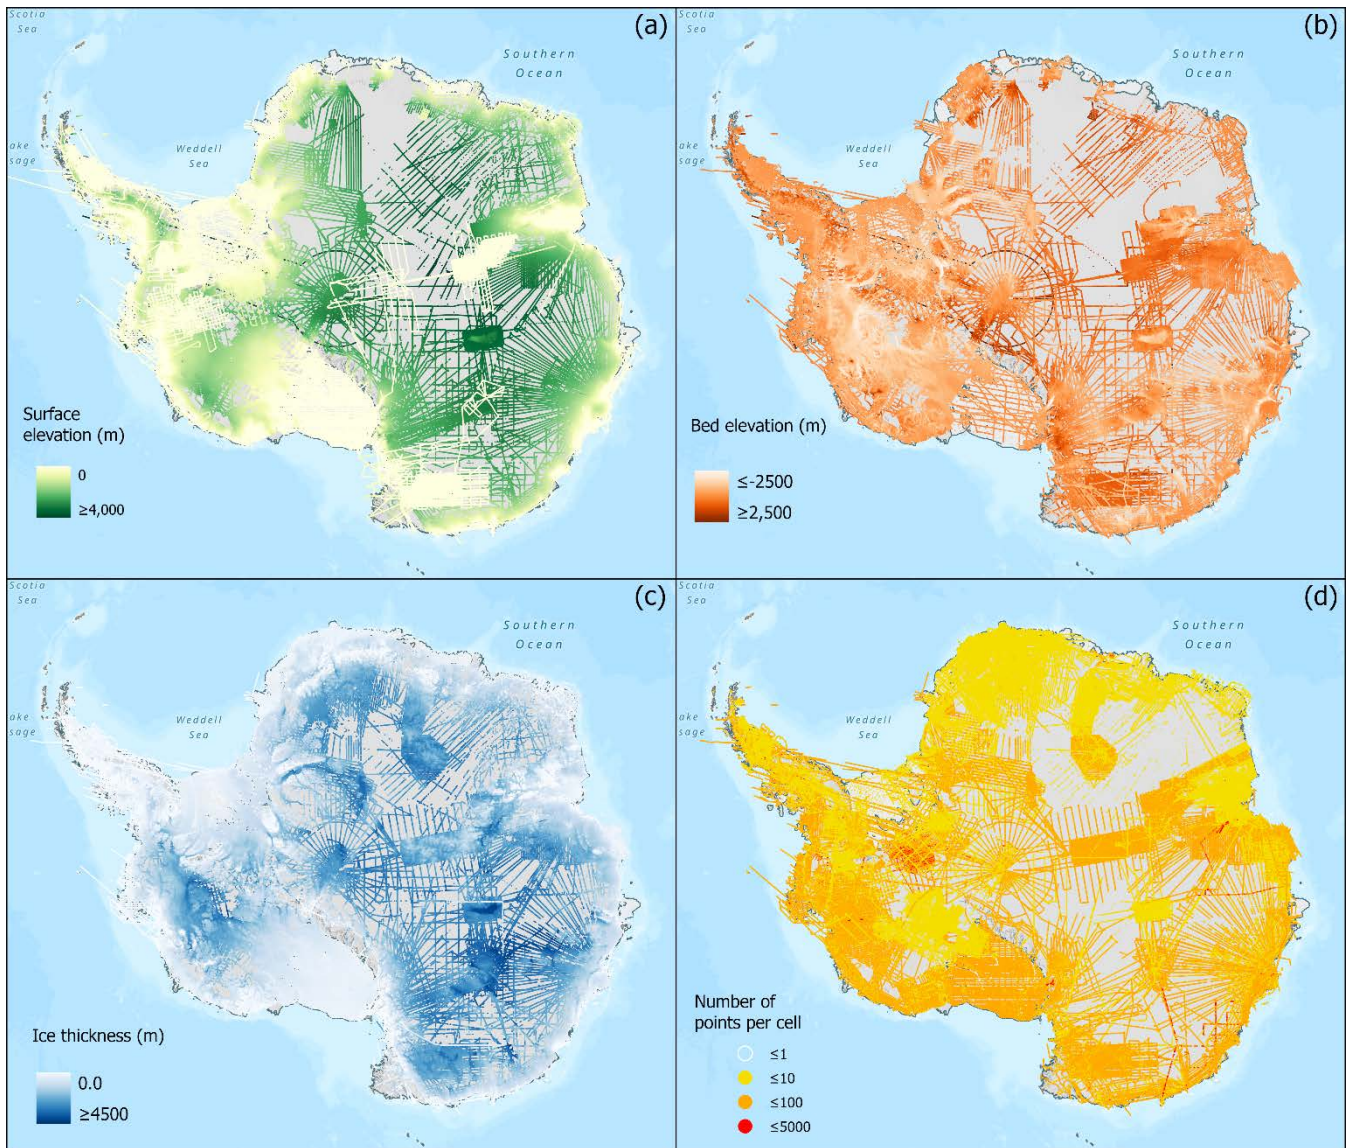 Scotia
Sea
(a)
Southern
Ocean
Weddell
Sea
ake
sage
Surface
elevation (m)
0
≥4,000
Scotia
Sea
(b)
Southern
Ocean
Weddell
Sea
ake
sage
Bed elevation (m)
≤-2500
≥2,500
Scotia
Sea
(c)
Southern
Ocean
Weddell
Sea
ake
sage
Ice thickness (m)
0.0
≥4500
Scotia
Sea
(d)
Southern
Ocean
Weddell
Sea
ake
sage
Number of
points per cell
≤1
≤10
≤100
≤5000